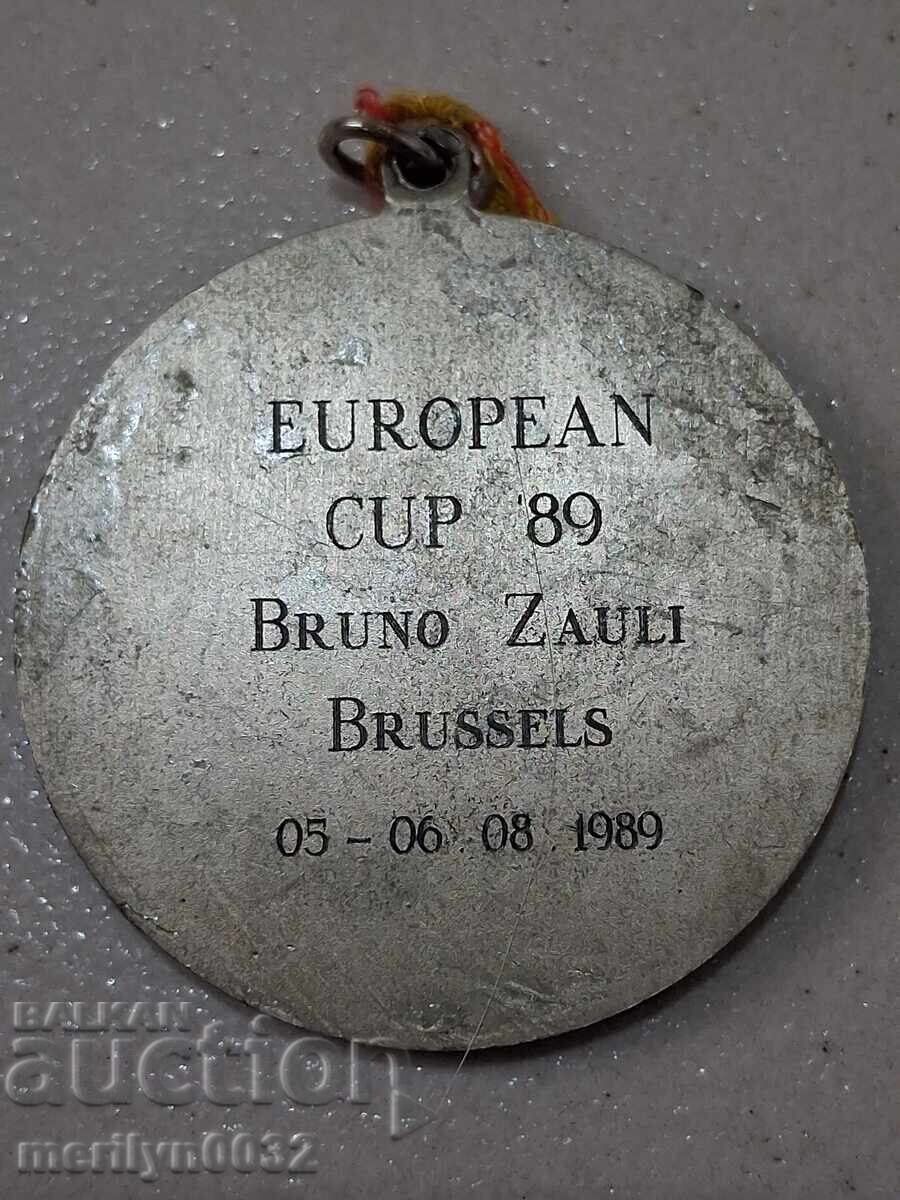 EUROPEAN
CUP '89
BRUNO ZAULI
BRUSSELS
05 - 06 08 1989
BALKAN
auction
merilyn0032